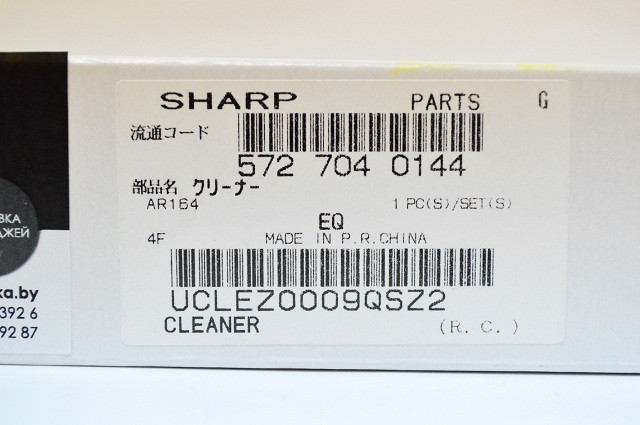 SHARP PARTS G
流通コード
572 704 0144
部品名 クリーナー
AR164 1 PC(S)/SET(S)
EQ
4F MADE IN P.R.CHINA
UCLEZ0009QSZ2
CLEANER (R. C.)
ВКА
ДЖЕЙ
ka.by
392 6
92 87